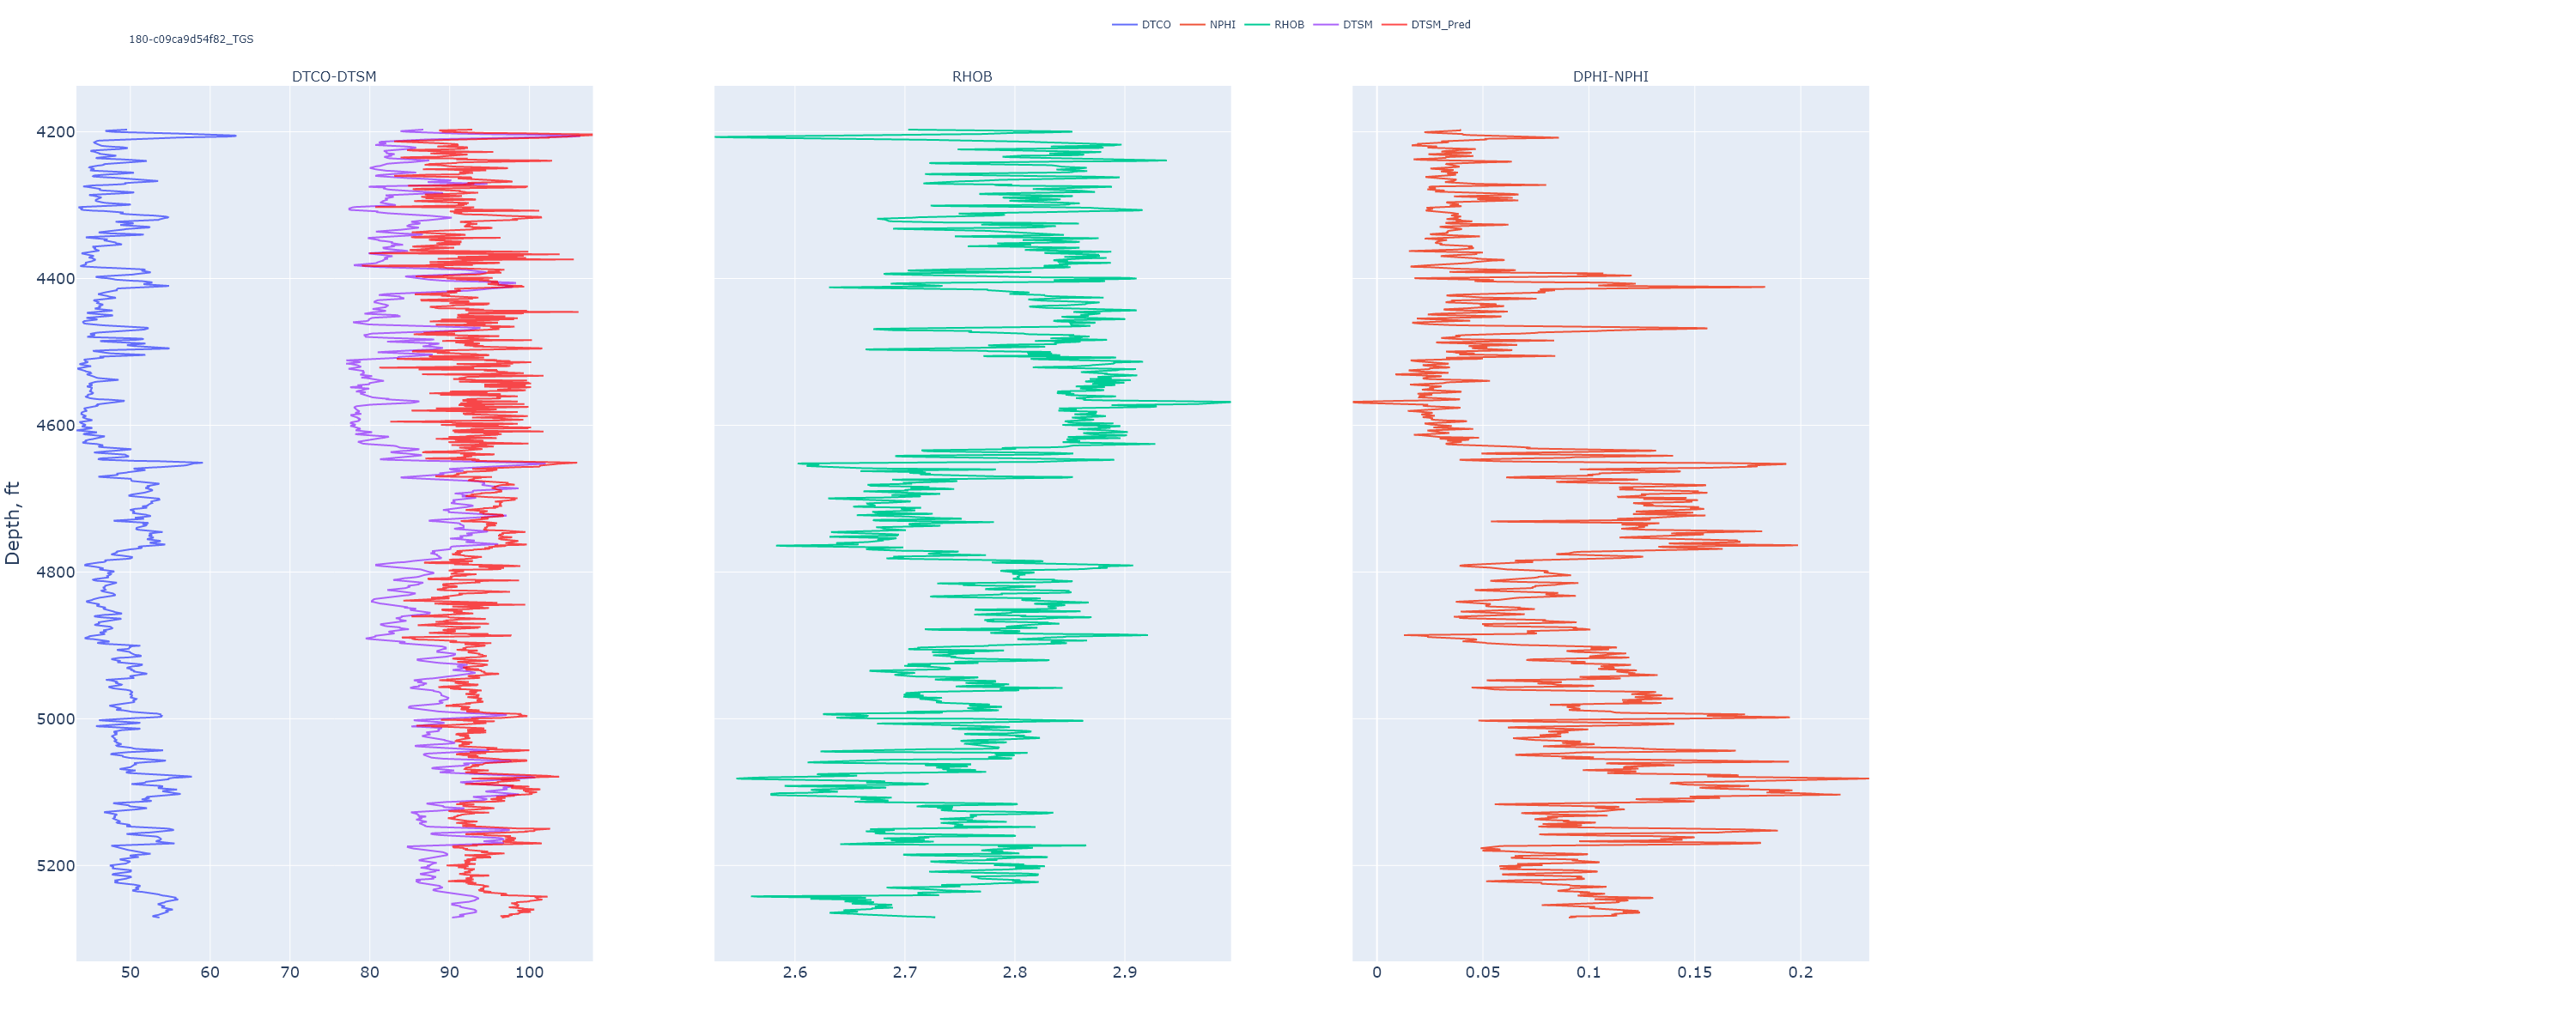 DTCO NPHI RHOB DTSM DTSM_Pred
180-c09ca9d54f82_TGS
DTCO-DTSM RHOB DPHI-NPHI
4200
4400
4600
4800
5000
5200
Depth, ft
50 60 70 80 90 100 2.6 2.7 2.8 2.9 0 0.05 0.1 0.15 0.2